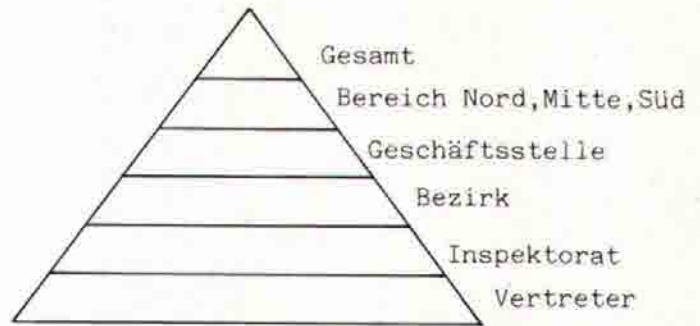 Gesamt
Bereich Nord,Mitte,Süd
Geschäftsstelle
Bezirk
Inspektorat
Vertreter